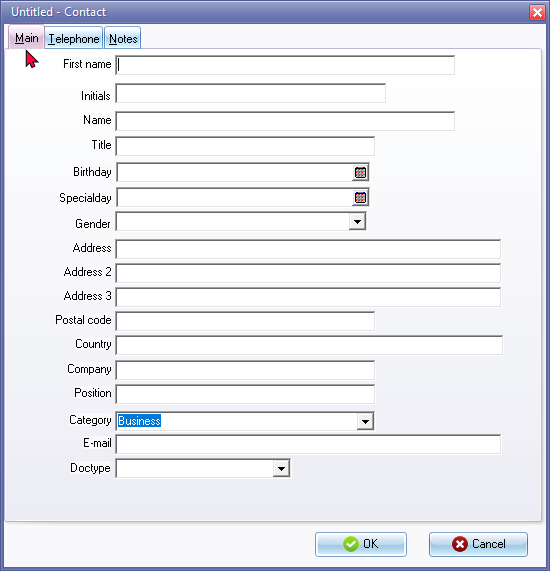 Untitled - Contact
Main Telephone Notes
First name
Initials
Name
Title
Birthday
Specialday
Gender
Address
Address 2
Address 3
Postal code
Country
Company
Position
Category Business
E-mail
Doctype
OK Cancel